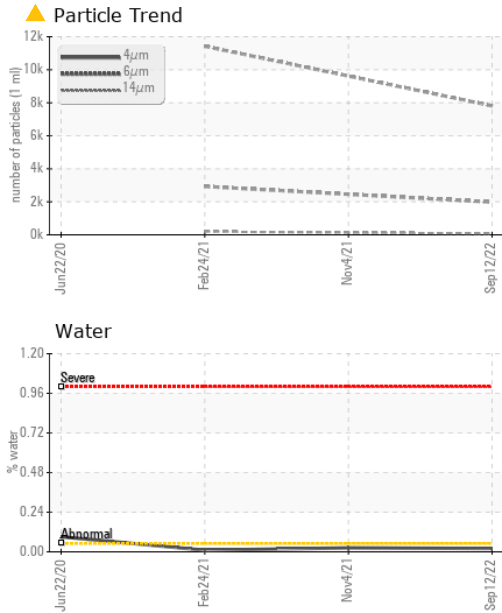 Particle Trend
12k
10k
8k
6k
4k
2k
0k
number of particles (1 ml)
4µm
6µm
14µm
Jun22/20
Feb24/21
Nov4/21
Sep12/22
Water
1.20
0.96
0.72
0.48
0.24
0.00
% water
Severe
Abnormal
Jun22/20
Feb24/21
Nov4/21
Sep12/22